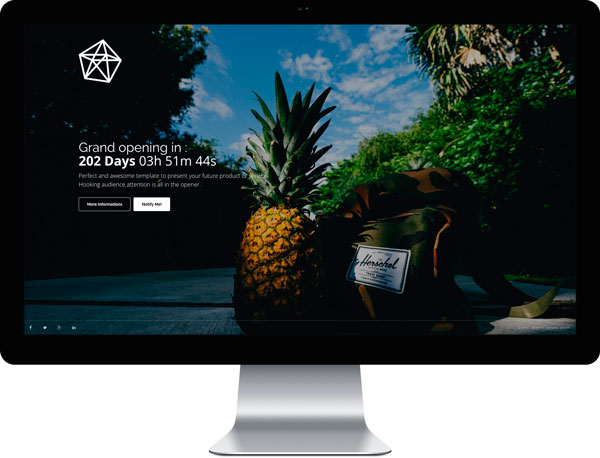 Grand opening in :
202 Days 03h 51m 44s
Perfect and awesome template to present your future product or service.
Hooking audience attention is all in the opener.
More informations Notify Me!
Herschel